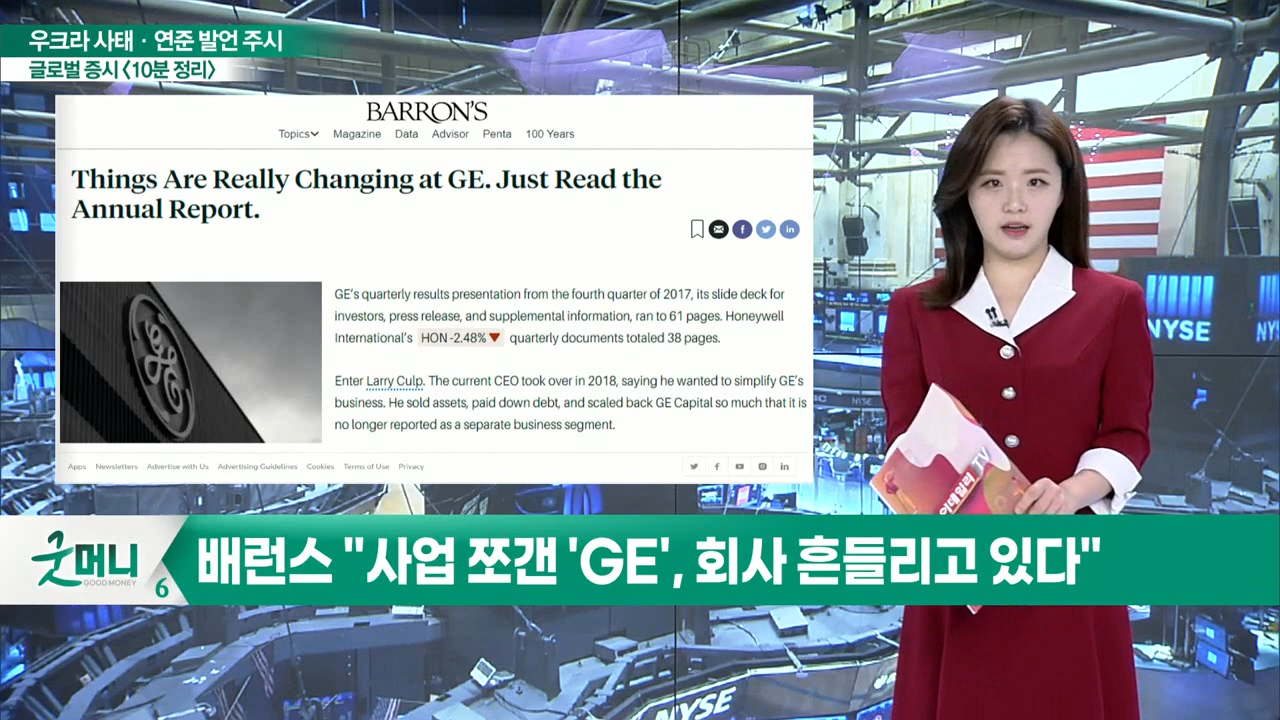 우크라 사태 · 연준 발언 주시
글로벌 증시 <10분 정리>
BARRON'S
Topics Magazine Data Advisor Penta 100 Years
Things Are Really Changing at GE. Just Read the
Annual Report.
GE's quarterly results presentation from the fourth quarter of 2017, its slide deck for
investors, press release, and supplemental information, ran to 61 pages. Honeywell
International's HON -2.48% ▼ quarterly documents totaled 38 pages.
Enter Larry Culp. The current CEO took over in 2018, saying he wanted to simplify GE's
business. He sold assets, paid down debt, and scaled back GE Capital so much that it is
no longer reported as a separate business segment.
Apps Newsletters Advertise with Us Advertising Guidelines Cookies Terms of Use Privacy
NYSE
이데일리 TV
굿머니
GOOD MONEY
6
배런스 "사업 쪼갠 'GE', 회사 흔들리고 있다"
NYSE